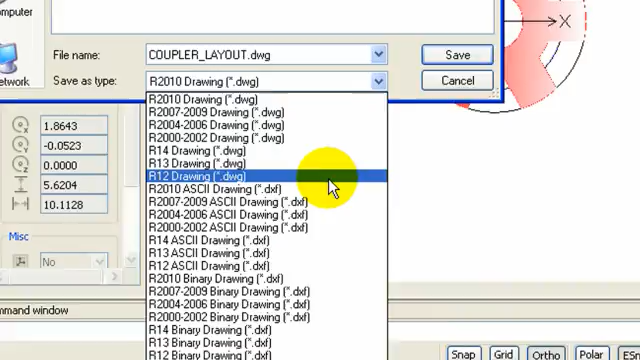 omputer
etwork
File name:
COUPLER_LAYOUT.dwg
Save
Save as type:
R2010 Drawing (*.dwg)
Cancel
X
R2010 Drawing (*.dwg)
R2007-2009 Drawing (*.dwg)
R2004-2006 Drawing (*.dwg)
R2000-2002 Drawing (*.dwg)
R14 Drawing (*.dwg)
R13 Drawing (*.dwg)
R12 Drawing (*.dwg)
R2010 ASCII Drawing (*.dxf)
R2007-2009 ASCII Drawing (*.dxf)
R2004-2006 ASCII Drawing (*.dxf)
R2000-2002 ASCII Drawing (*.dxf)
R14 ASCII Drawing (*.dxf)
R13 ASCII Drawing (*.dxf)
R12 ASCII Drawing (*.dxf)
R2010 Binary Drawing (*.dxf)
R2007-2009 Binary Drawing (*.dxf)
R2004-2006 Binary Drawing (*.dxf)
R2000-2002 Binary Drawing (*.dxf)
R14 Binary Drawing (*.dxf)
R13 Binary Drawing (*.dxf)
R12 Binary Drawing (*.dxf)
X 1.8643
Y -0.0523
Z 0.0000
5.6204
10.1128
Misc
No
ommand window
Snap Grid Ortho Polar ESn